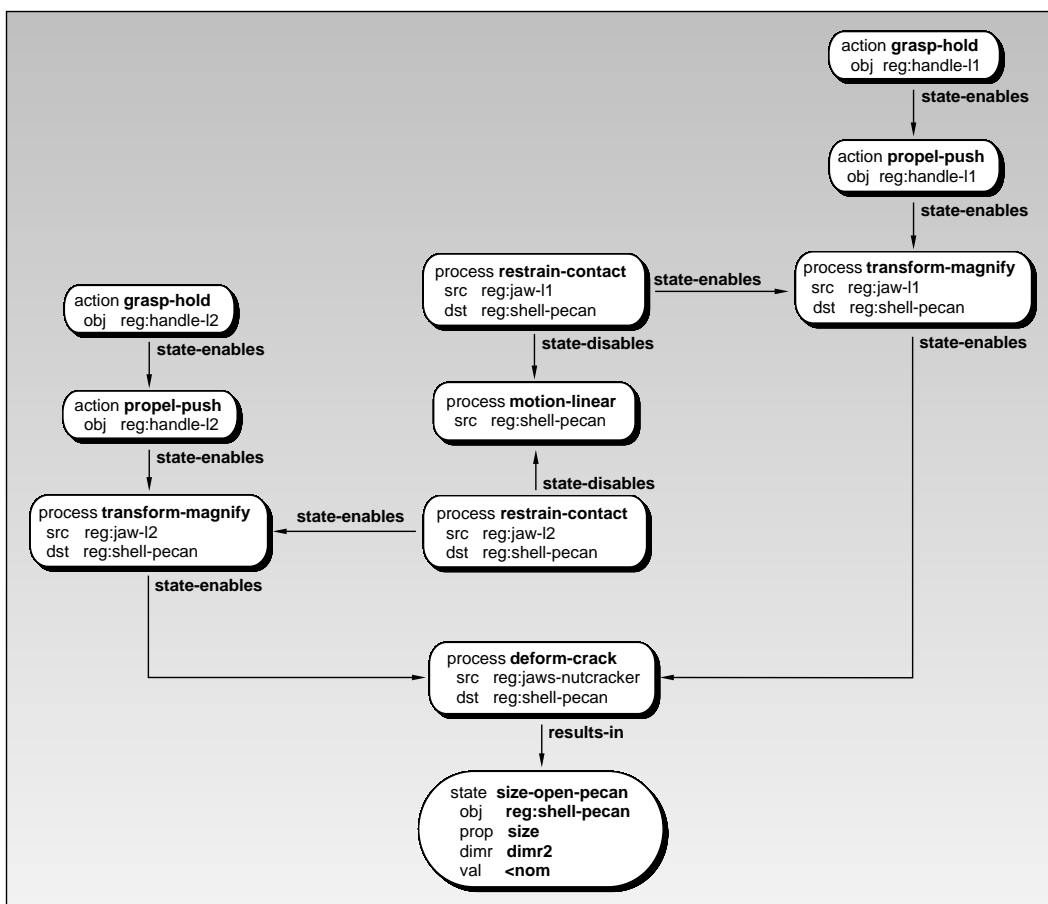 action grasp-hold
obj reg:handle-l1
state-enables
action propel-push
obj reg:handle-l1
state-enables
process restrain-contact
src reg:jaw-l1
dst reg:shell-pecan
state-enables
process transform-magnify
src reg:jaw-l1
dst reg:shell-pecan
action grasp-hold
obj reg:handle-l2
state-enables
state-disables
state-enables
action propel-push
obj reg:handle-l2
process motion-linear
src reg:shell-pecan
state-enables
state-disables
process transform-magnify
src reg:jaw-l2
dst reg:shell-pecan
state-enables
process restrain-contact
src reg:jaw-l2
dst reg:shell-pecan
state-enables
process deform-crack
src reg:jaws-nutcracker
dst reg:shell-pecan
results-in
state size-open-pecan
obj reg:shell-pecan
prop size
dimr dimr2
val <nom